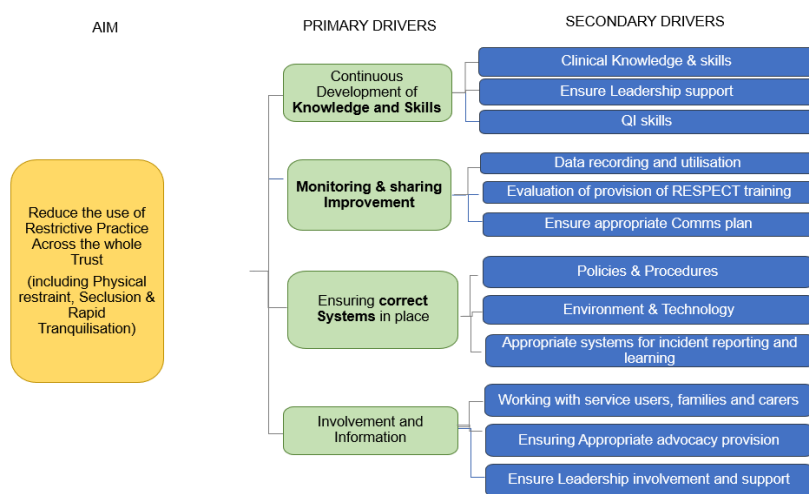 AIM
PRIMARY DRIVERS
SECONDARY DRIVERS
Reduce the use of
Restrictive Practice
Across the whole
Trust
(including Physical
restraint, Seclusion &
Rapid
Tranquilisation)
Continuous
Development of
Knowledge and Skills
Clinical Knowledge & skills
Ensure Leadership support
QI skills
Monitoring & sharing
Improvement
Data recording and utilisation
Evaluation of provision of RESPECT training
Ensure appropriate Comms plan
Ensuring correct
Systems in place
Policies & Procedures
Environment & Technology
Appropriate systems for incident reporting and
learning
Involvement and
Information
Working with service users, families and carers
Ensuring Appropriate advocacy provision
Ensure Leadership involvement and support